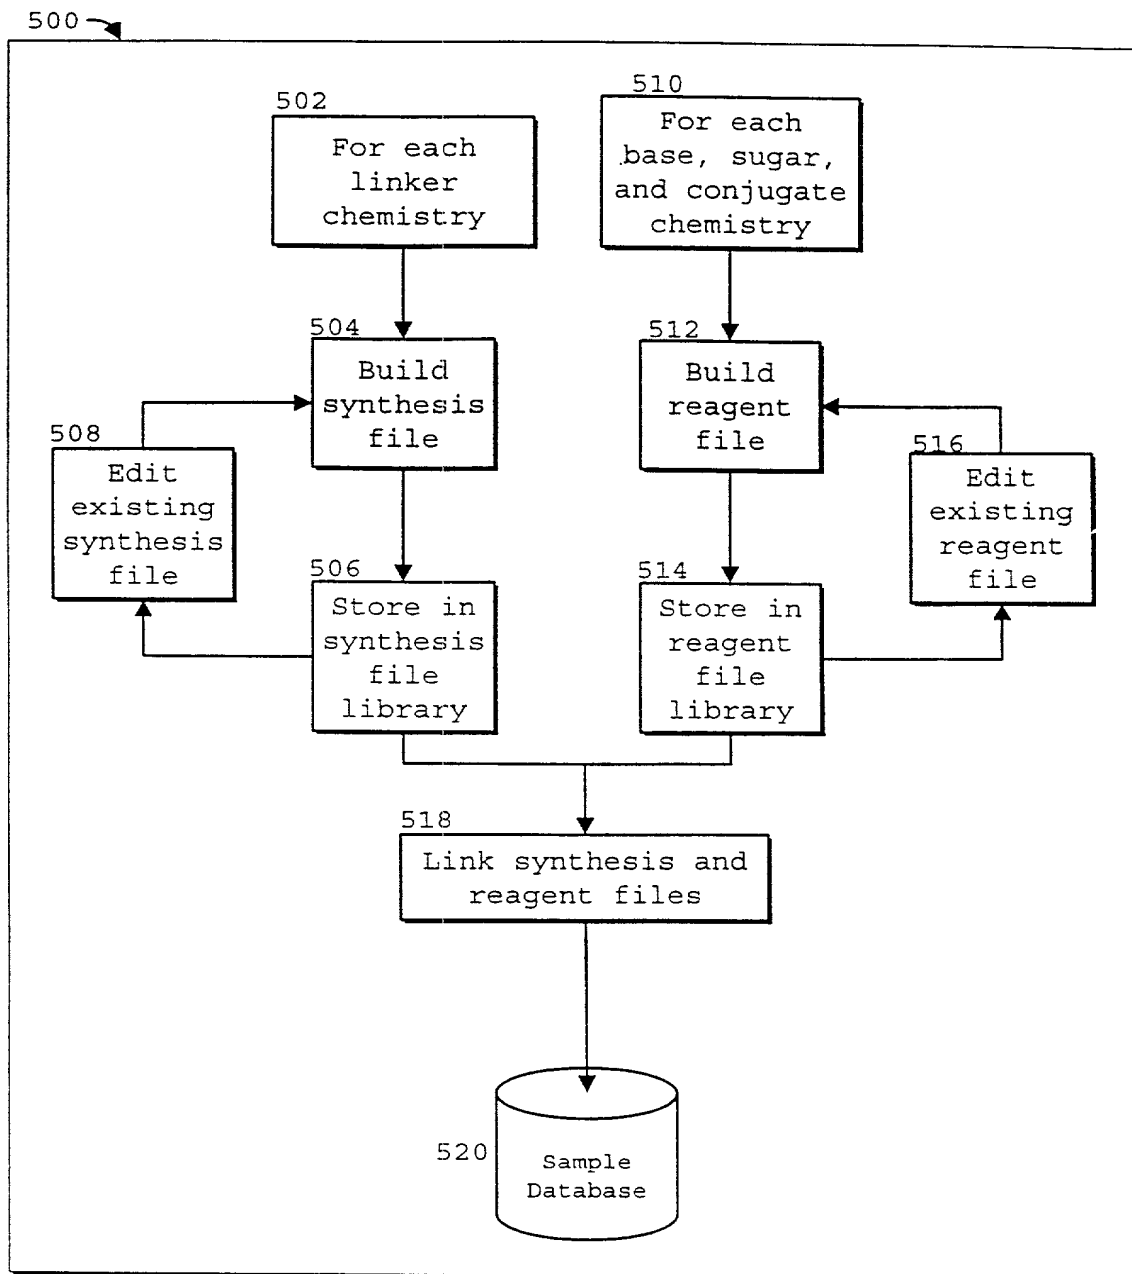 500
502
For each
linker
chemistry
510
For each
base, sugar,
and conjugate
chemistry
504
Build
synthesis
file
512
Build
reagent
file
508
Edit
existing
synthesis
file
516
Edit
existing
reagent
file
506
Store in
synthesis
file
library
514
Store in
reagent
file
library
518
Link synthesis and
reagent files
520
Sample
Database